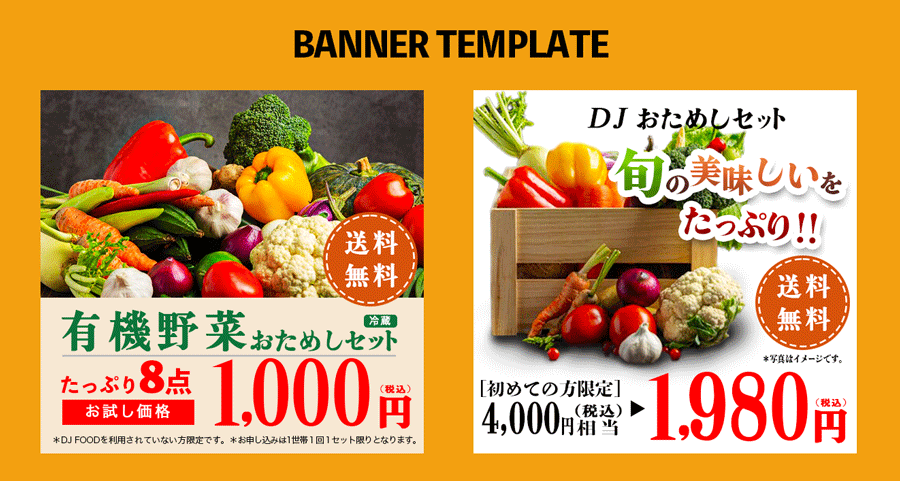 BANNER TEMPLATE
送料
無料
有機野菜おためしセット
冷蔵
たっぷり8点
お試し価格
1,000円
(税込)
*DJ FOODを利用されていない方限定です。*お申し込みは1世帯1回1セット限りとなります。
DJ おためしセット
旬の美味しいを
たっぷり!!
送料
無料
*写真はイメージです。
[初めての方限定]
4,000円(税込)相当
▶
1,980円
(税込)